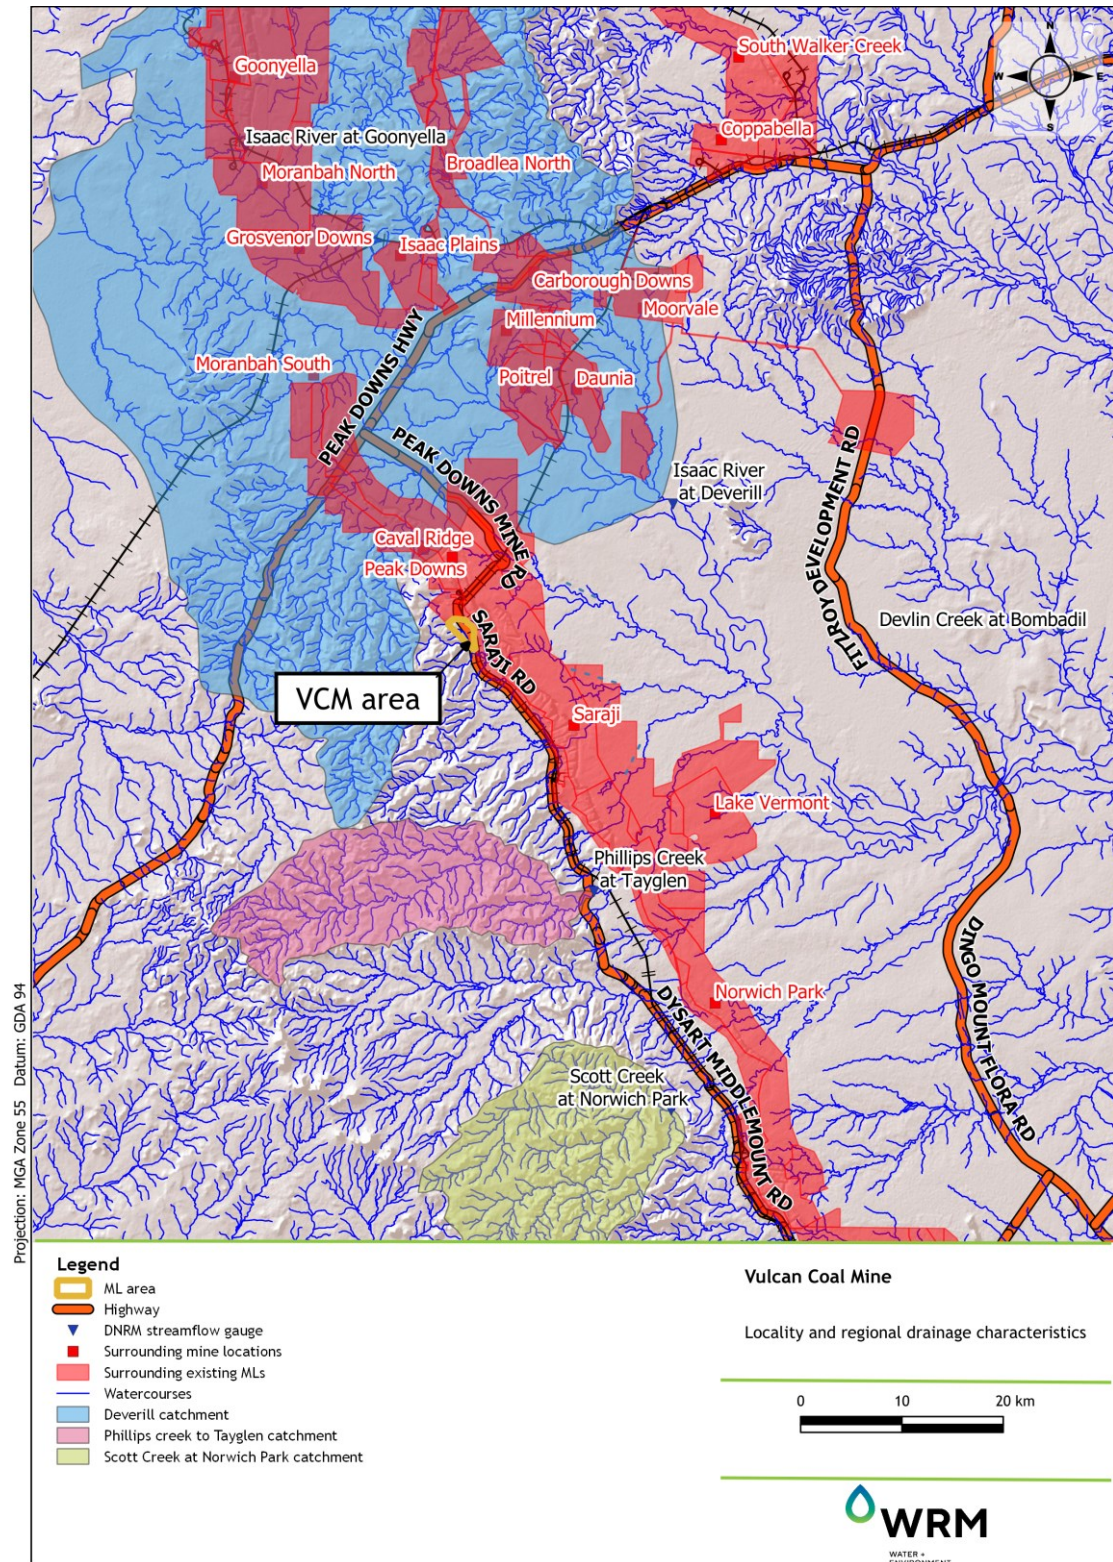 South Walker Creek
N
W
E
S
Goonyella
Coppabella
Isaac River at Goonyella
Broadlea North
Moranbah North
Grosvenor Downs
Isaac Plains
Carborough Downs
Moorvale
Millennium
PEAK DOWNS HWY
Moranbah South
Poitrel
Daunia
PEAK DOWNS MINE RD
Isaac River
at Deverill
FITZROY DEVELOPMENT RD
Caval Ridge
Peak Downs
Devlin Creek at Bombadil
SARAJI RD
VCM area
Saraji
Lake Vermont
Phillips Creek
at Tayglen
DINGO MOUNT FLORA RD
Norwich Park
DYSART MIDDLEMOUNT RD
Scott Creek
at Norwich Park
Projection: MGA Zone 55 Datum: GDA 94
Legend
ML area
Highway
DNRM streamflow gauge
Surrounding mine locations
Surrounding existing MLs
Watercourses
Deverill catchment
Phillips creek to Tayglen catchment
Scott Creek at Norwich Park catchment
Vulcan Coal Mine
Locality and regional drainage characteristics
0 10 20 km
WRM
WATER +
ENVIRONMENT